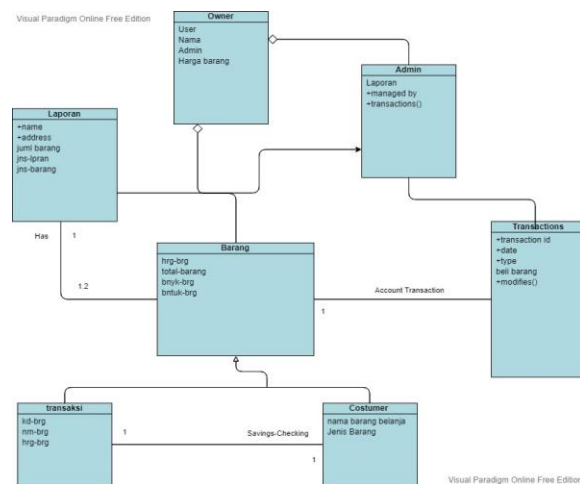 Visual Paradigm Online Free Edition
Owner
User
Nama
Admin
Harga barang
Admin
Laporan
+managed by
+transactions()
Laporan
+name
+address
juml barang
jns-lpran
jns-barang
Has
1
1.2
Barang
hrg-brg
total-barang
bnyk-brg
bntuk-brg
1
Account Transaction
Transactions
+transaction id
+date
+type
beli barang
+modifies()
transaksi
kd-brg
nm-brg
hrg-brg
1
Savings-Checking
1
Costumer
nama barang belanja
Jenis Barang
Visual Paradigm Online Free Edition